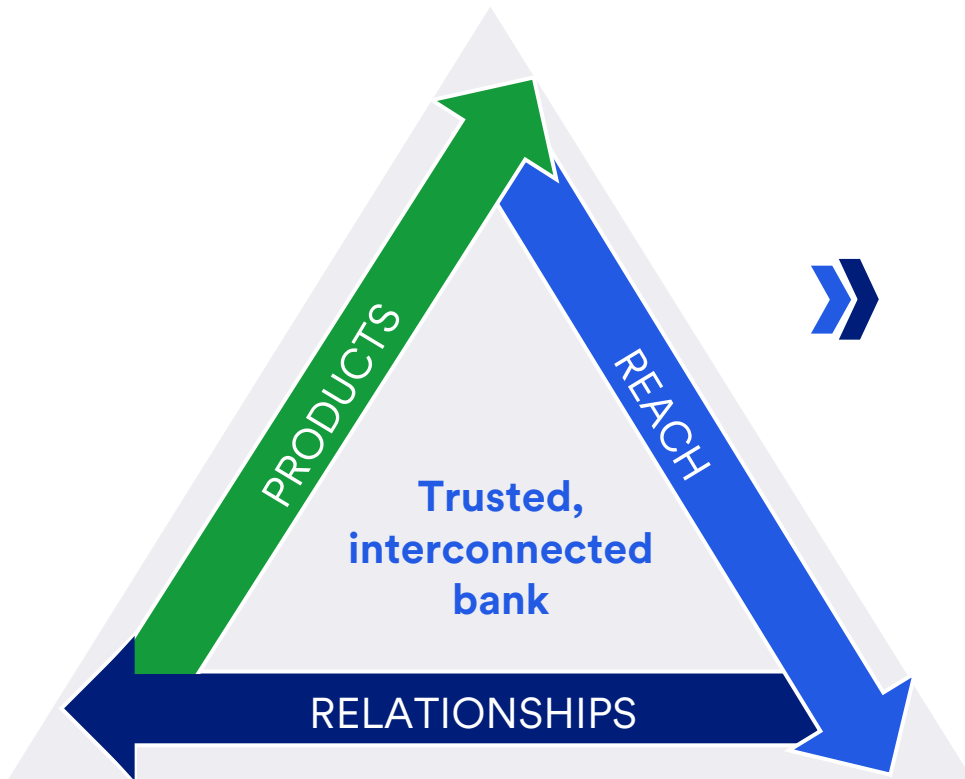 PRODUCTS
REACH
Trusted,
interconnected
bank
RELATIONSHIPS